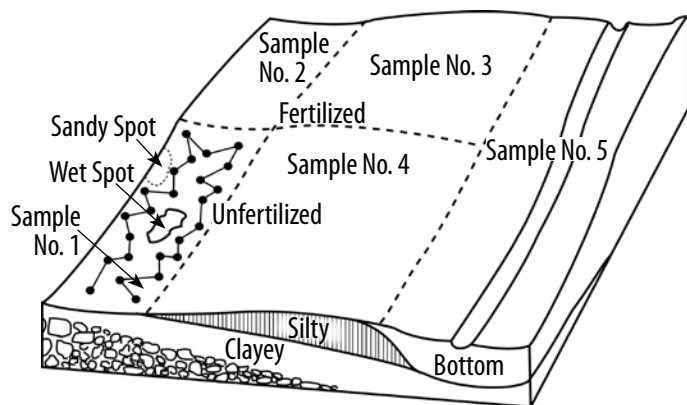 Sample
No. 2
Sample No. 3
Fertilized
Sandy Spot
Sample No. 4
Sample No. 5
Wet Spot
Sample
No. 1
Unfertilized
Silty
Clayey
Bottom